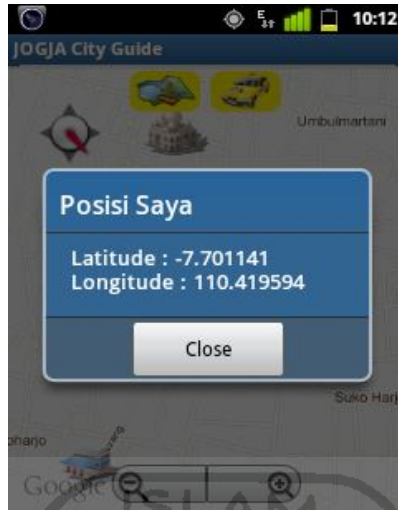 E
10:12
JOGJA City Guide
Umbulmartani
Posisi Saya
Latitude : -7.701141
Longitude : 110.419594
Close
Suko Harj
oharjo
Google
ISLAM